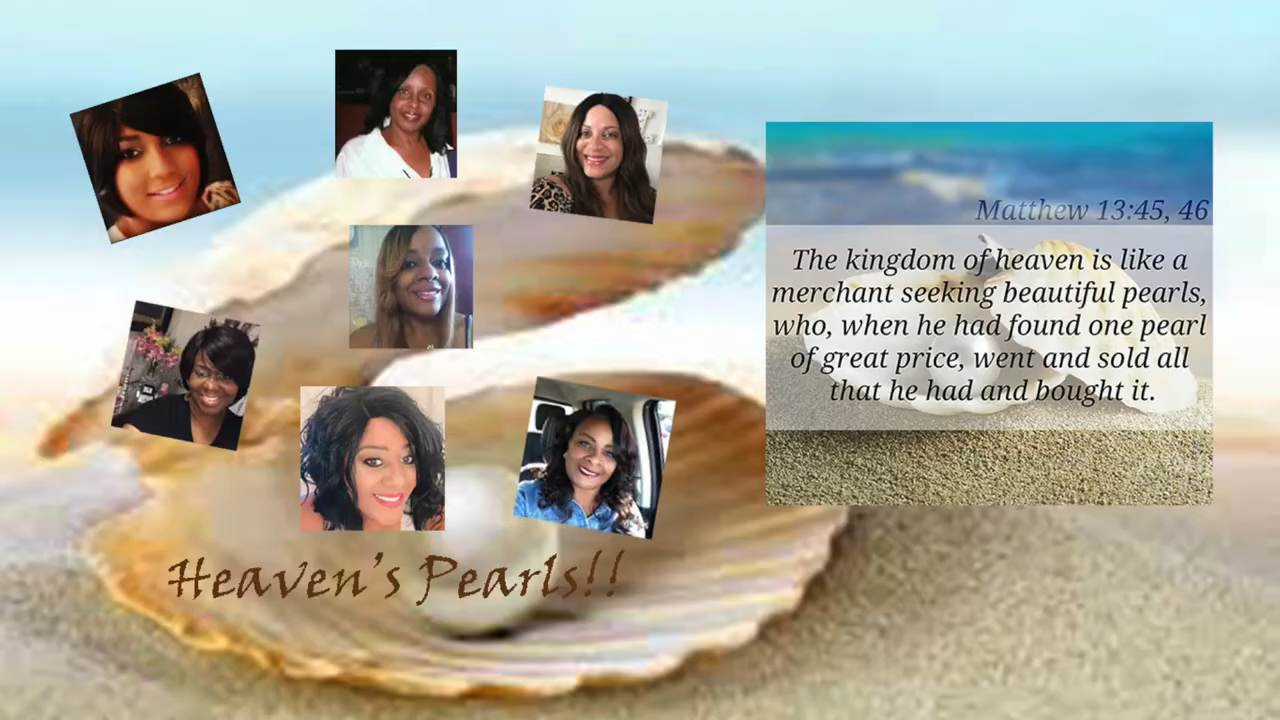 Matthew 13:45, 46
The kingdom of heaven is like a
merchant seeking beautiful pearls,
who, when he had found one pearl
of great price, went and sold all
that he had and bought it.
Heaven's Pearls!!